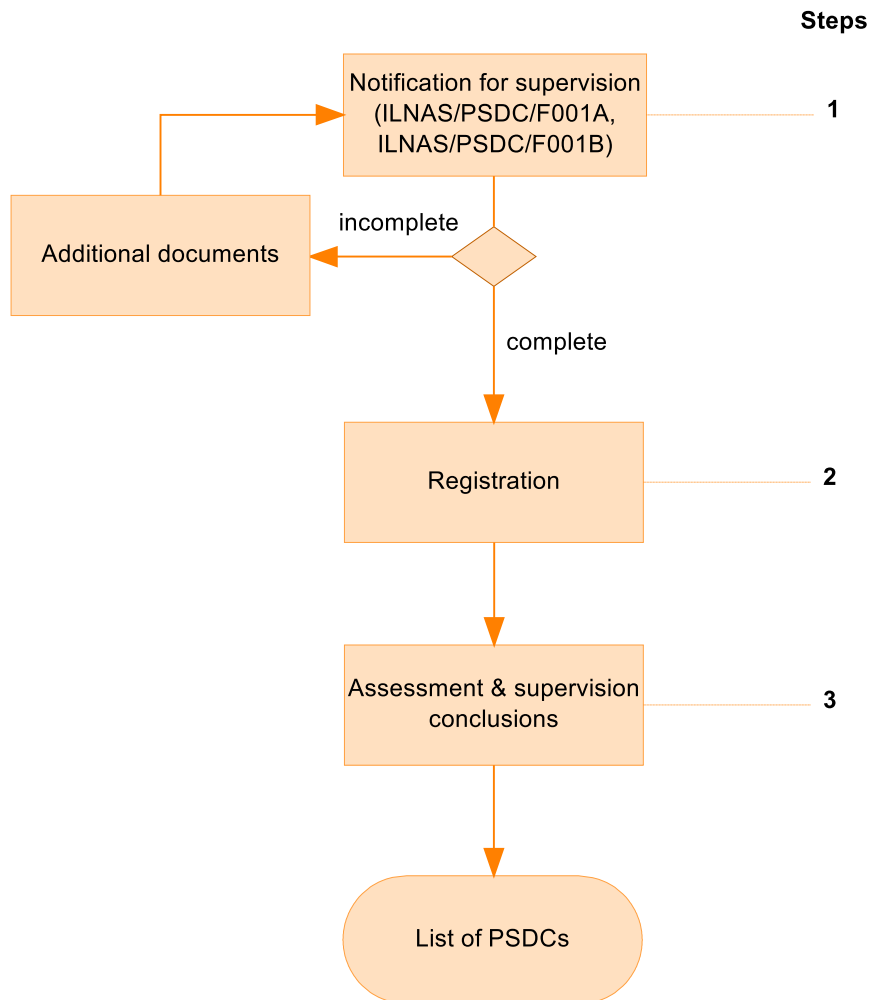 Steps
Notification for supervision
(ILNAS/PSDC/F001A,
ILNAS/PSDC/F001B)
1
incomplete
Additional documents
complete
Registration
2
Assessment & supervision
conclusions
3
List of PSDCs